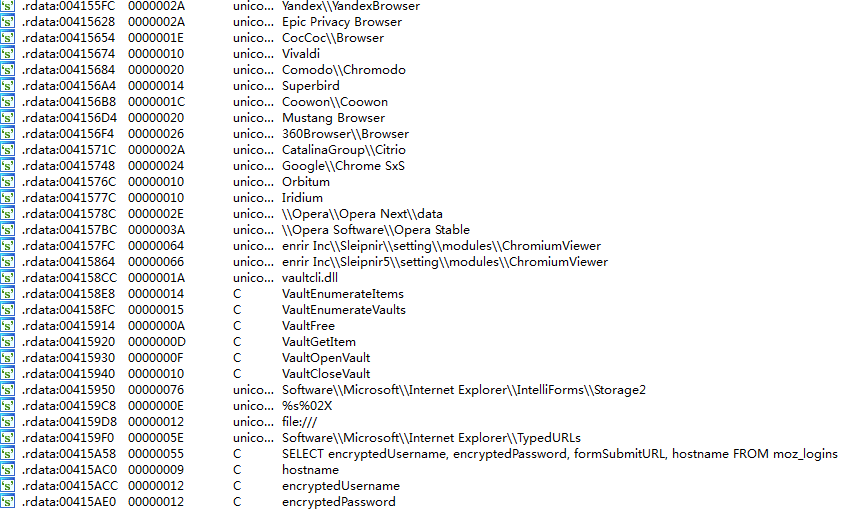 .rdata:004155FC 0000002A unico... Yandex\\YandexBrowser
.rdata:00415628 0000002A unico... Epic Privacy Browser
.rdata:00415654 0000001E unico... CocCoc\\Browser
.rdata:00415674 00000010 unico... Vivaldi
.rdata:00415684 00000020 unico... Comodo\\Chromodo
.rdata:004156A4 00000014 unico... Superbird
.rdata:004156B8 0000001C unico... Coowon\\Coowon
.rdata:004156D4 00000020 unico... Mustang Browser
.rdata:004156F4 00000026 unico... 360Browser\\Browser
.rdata:0041571C 0000002A unico... CatalinaGroup\\Citrio
.rdata:00415748 00000024 unico... Google\\Chrome SxS
.rdata:0041576C 00000010 unico... Orbitum
.rdata:0041577C 00000010 unico... Iridium
.rdata:0041578C 0000002E unico... \\Opera\\Opera Next\\data
.rdata:004157BC 0000003A unico... \\Opera Software\\Opera Stable
.rdata:004157FC 00000064 unico... enrir Inc\\Sleipnir\\setting\\modules\\ChromiumViewer
.rdata:00415864 00000066 unico... enrir Inc\\Sleipnir5\\setting\\modules\\ChromiumViewer
.rdata:004158CC 0000001A unico... vaultcli.dll
.rdata:004158E8 00000014 C VaultEnumerateItems
.rdata:004158FC 00000015 C VaultEnumerateVaults
.rdata:00415914 0000000A C VaultFree
.rdata:00415920 0000000D C VaultGetItem
.rdata:00415930 0000000F C VaultOpenVault
.rdata:00415940 00000010 C VaultCloseVault
.rdata:00415950 00000076 unico... Software\\Microsoft\\Internet Explorer\\IntelliForms\\Storage2
.rdata:004159C8 0000000E unico... %s%02X
.rdata:004159D8 00000012 unico... file:///
.rdata:004159F0 0000005E unico... Software\\Microsoft\\Internet Explorer\\TypedURLs
.rdata:00415A58 00000055 C SELECT encryptedUsername, encryptedPassword, formSubmitURL, hostname FROM moz_logins
.rdata:00415AC0 00000009 C hostname
.rdata:00415ACC 00000012 C encryptedUsername
.rdata:00415AE0 00000012 C encryptedPassword